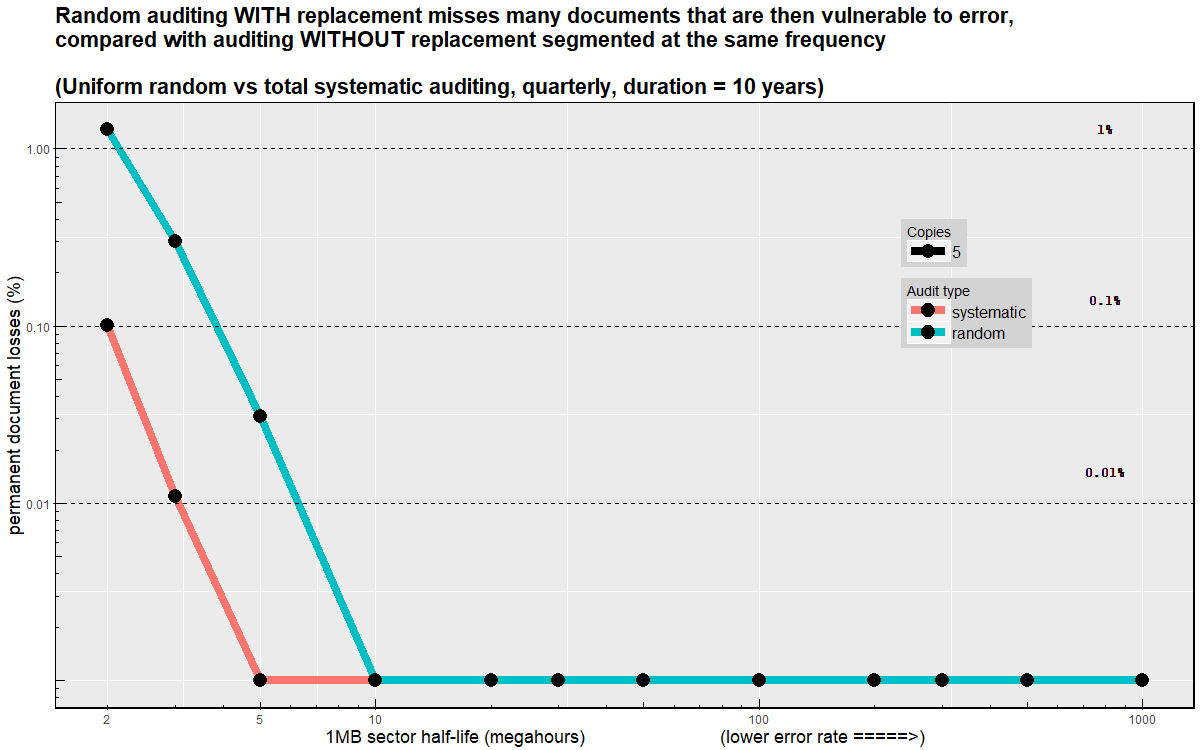 Random auditing WITH replacement misses many documents that are then vulnerable to error,
compared with auditing WITHOUT replacement segmented at the same frequency
(Uniform random vs total systematic auditing, quarterly, duration = 10 years)
1%
1.00
Copies
5
Audit type
0.1%
systematic
0.10
random
0.01%
0.01
permanent document losses (%)
2
5
10
100
1000
1MB sector half-life (megahours)
(lower error rate =====>)